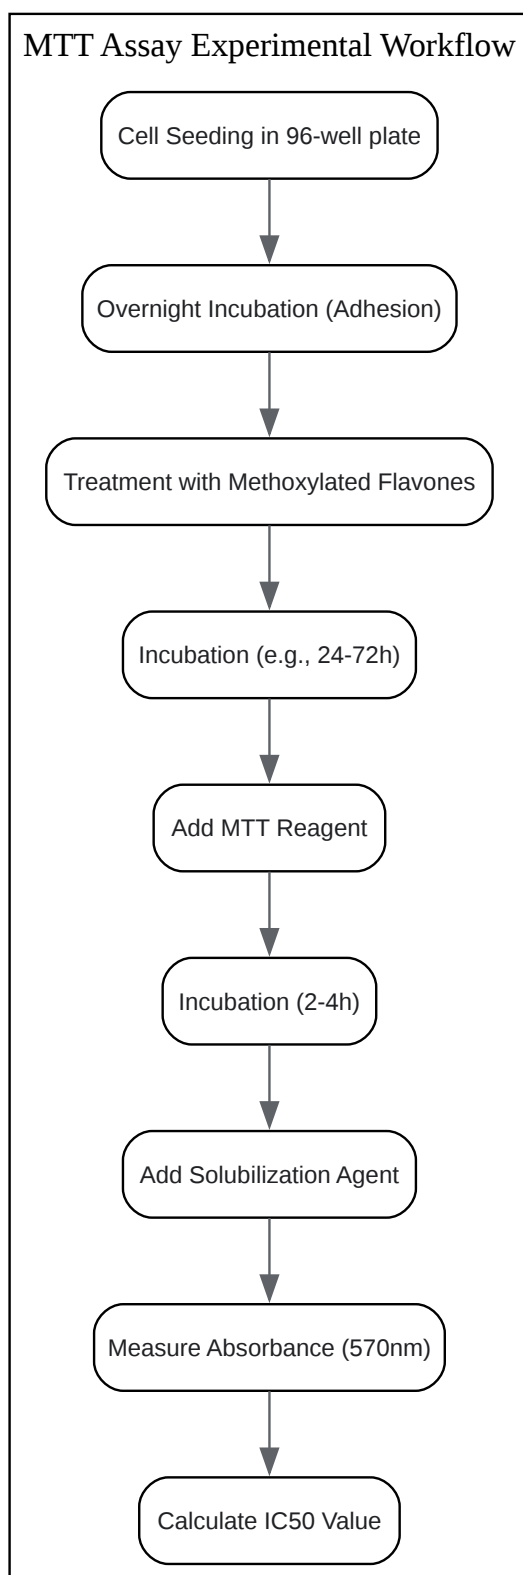 MTT Assay Experimental Workflow
Cell Seeding in 96-well plate
Overnight Incubation (Adhesion)
Treatment with Methoxylated Flavones
Incubation (e.g., 24-72h)
Add MTT Reagent
Incubation (2-4h)
Add Solubilization Agent
Measure Absorbance (570nm)
Calculate IC50 Value